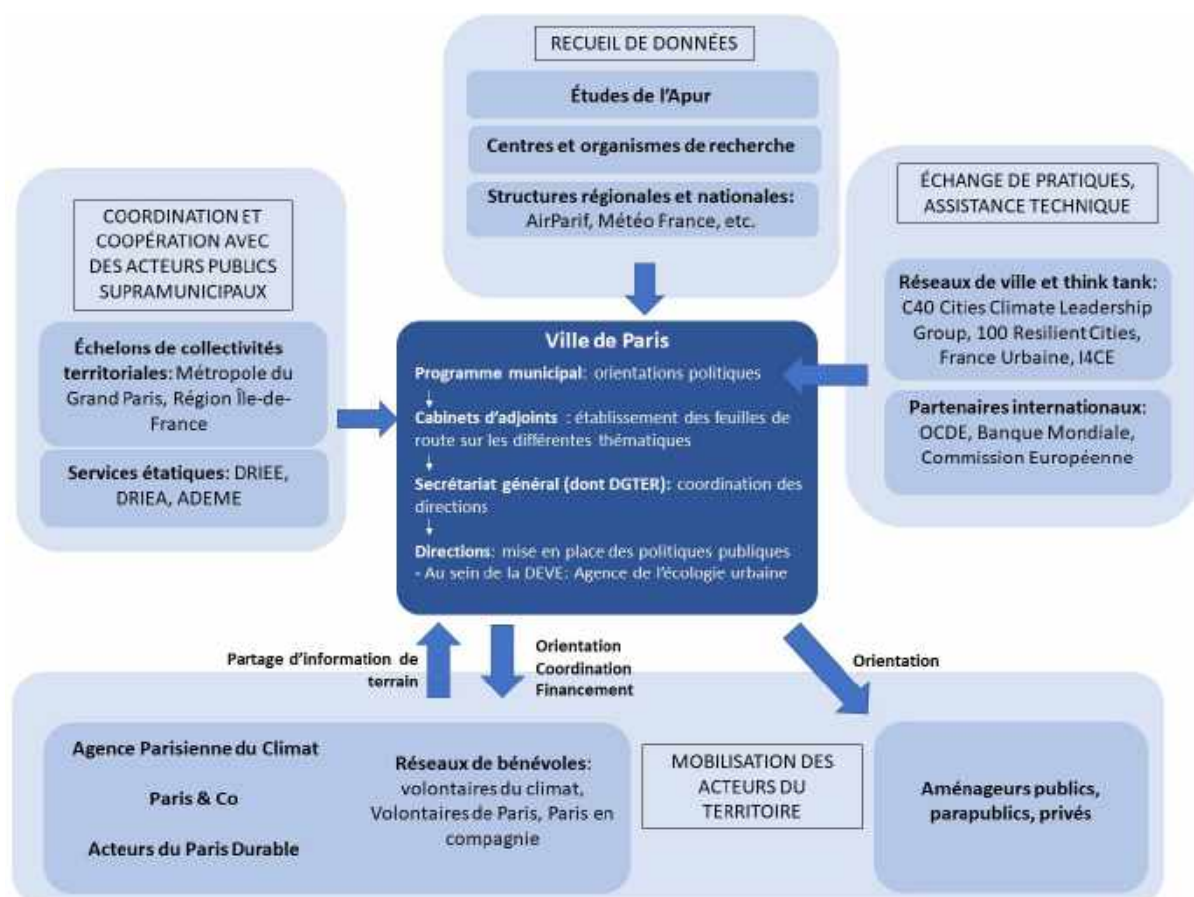 RECUEIL DE DONNÉES
Études de l'Apur
Centres et organismes de recherche
Structures régionales et nationales:
AirParif, Météo France, etc.
COORDINATION ET
COOPÉRATION AVEC
DES ACTEURS PUBLICS
SUPRAMUNICIPAUX
Échelons de collectivités
territoriales: Métropole du
Grand Paris, Région Île-de-
France
Services étatiques: DRIEE,
DRIEA, ADEME
ÉCHANGE DE PRATIQUES,
ASSISTANCE TECHNIQUE
Réseaux de ville et think tank:
C40 Cities Climate Leadership
Group, 100 Resilient Cities,
France Urbaine, I4CE
Partenaires internationaux:
OCDE, Banque Mondiale,
Commission Européenne
Ville de Paris
Programme municipal: orientations politiques
Cabinets d'adjoints : établissement des feuilles de
route sur les différentes thématiques
Secrétariat général (dont DGTER): coordination des
directions
Directions: mise en place des politiques publiques
- Au sein de la DEVE: Agence de l'écologie urbaine
Partage d'information de
terrain
Orientation
Coordination
Financement
Orientation
Agence Parisienne du Climat
Paris & Co
Acteurs du Paris Durable
Réseaux de bénévoles:
volontaires du climat,
Volontaires de Paris, Paris en
compagnie
MOBILISATION DES
ACTEURS DU
TERRITOIRE
Aménageurs publics,
parapublics, privés